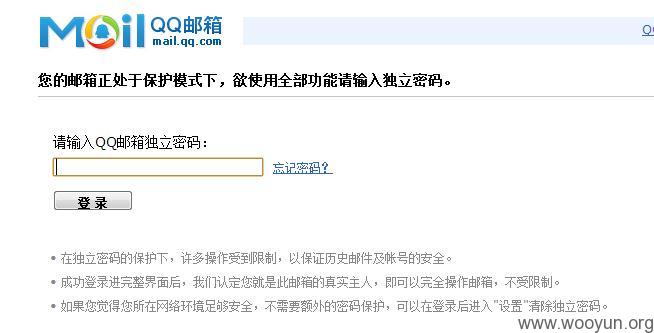 Mail QQ邮箱
mail.qq.com
您的邮箱正处于保护模式下，欲使用全部功能请输入独立密码。
请输入QQ邮箱独立密码：
忘记密码？
登 录
• 在独立密码的保护下，许多操作受到限制，以保证历史邮件及帐号的安全。
• 成功登录进完整界面后，我们认定您就是此邮箱的真实主人，即可以完全操作邮箱，不受限制。
• 如果您觉得您所在网络环境足够安全，不需要额外的密码保护，可以在登录后进入"设置"清除独立密码。
www.wooyun.org